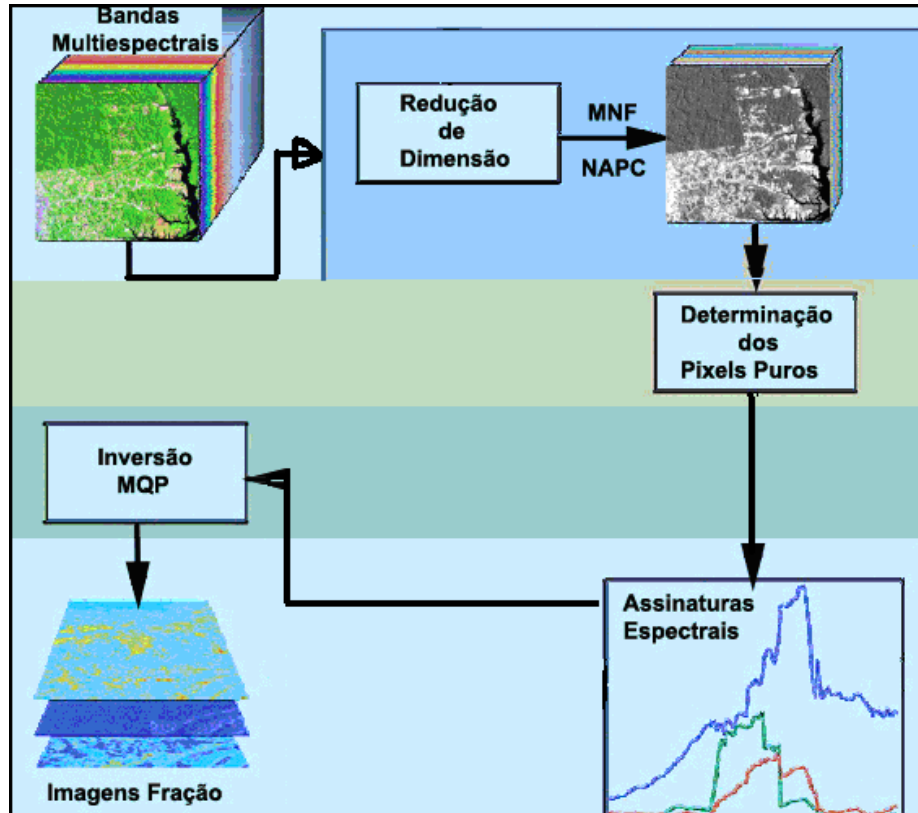 Bandas
Multiespectrais
Redução
de
Dimensão
MNF
NAPC
Determinação
dos
Pixels Puros
Inversão
MQP
Assinaturas
Espectrais
Imagens Fração